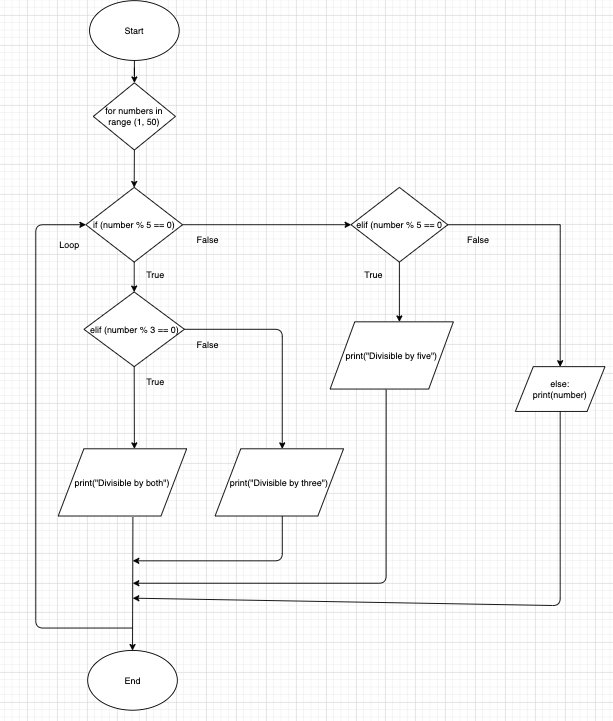 Start
for numbers in
range (1, 50)
if (number % 5 == 0)
elif (number % 5 == 0
Loop
False
False
True
True
elif (number % 3 == 0)
False
print("Divisible by five")
True
else:
print(number)
print("Divisible by both")
print("Divisible by three")
End